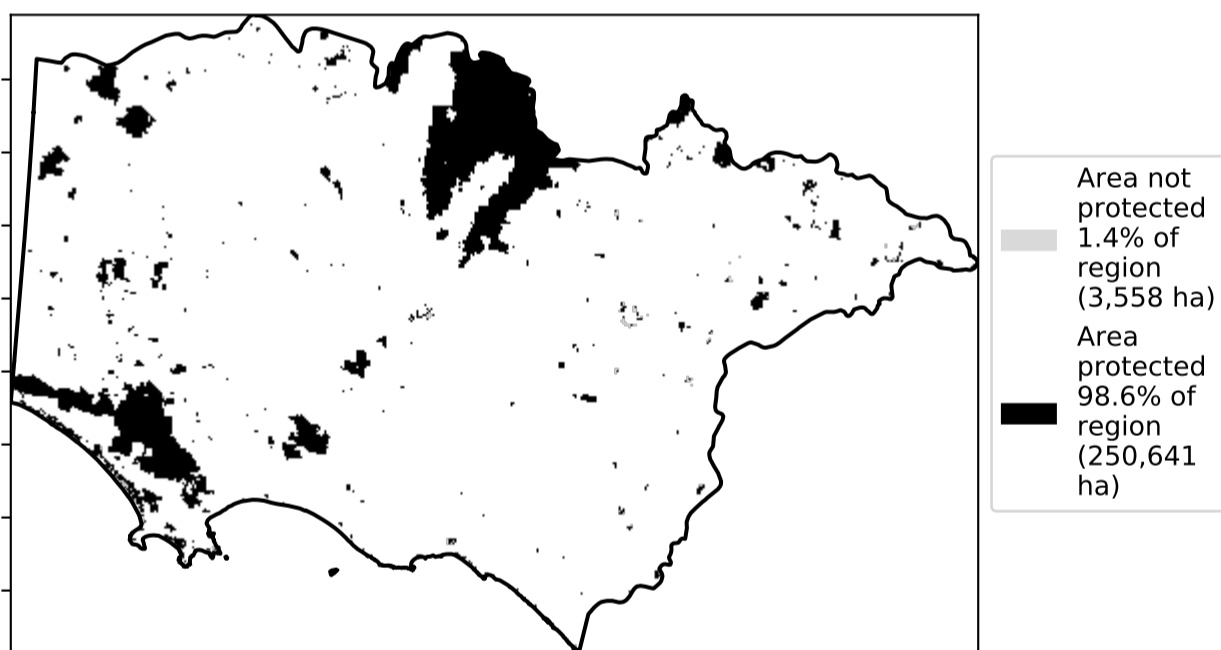 Area not
protected
1.4% of
region
(3,558 ha)
Area
protected
98.6% of
region
(250,641
ha)